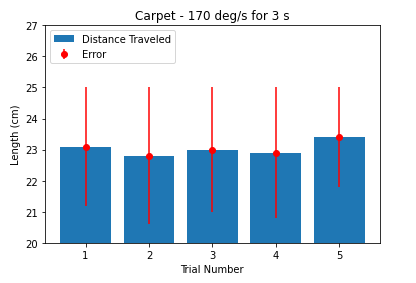 Carpet - 170 deg/s for 3 s
27
26
25
24
23
22
21
20
Length (cm)
Distance Traveled
Error
1 2 3 4 5
Trial Number